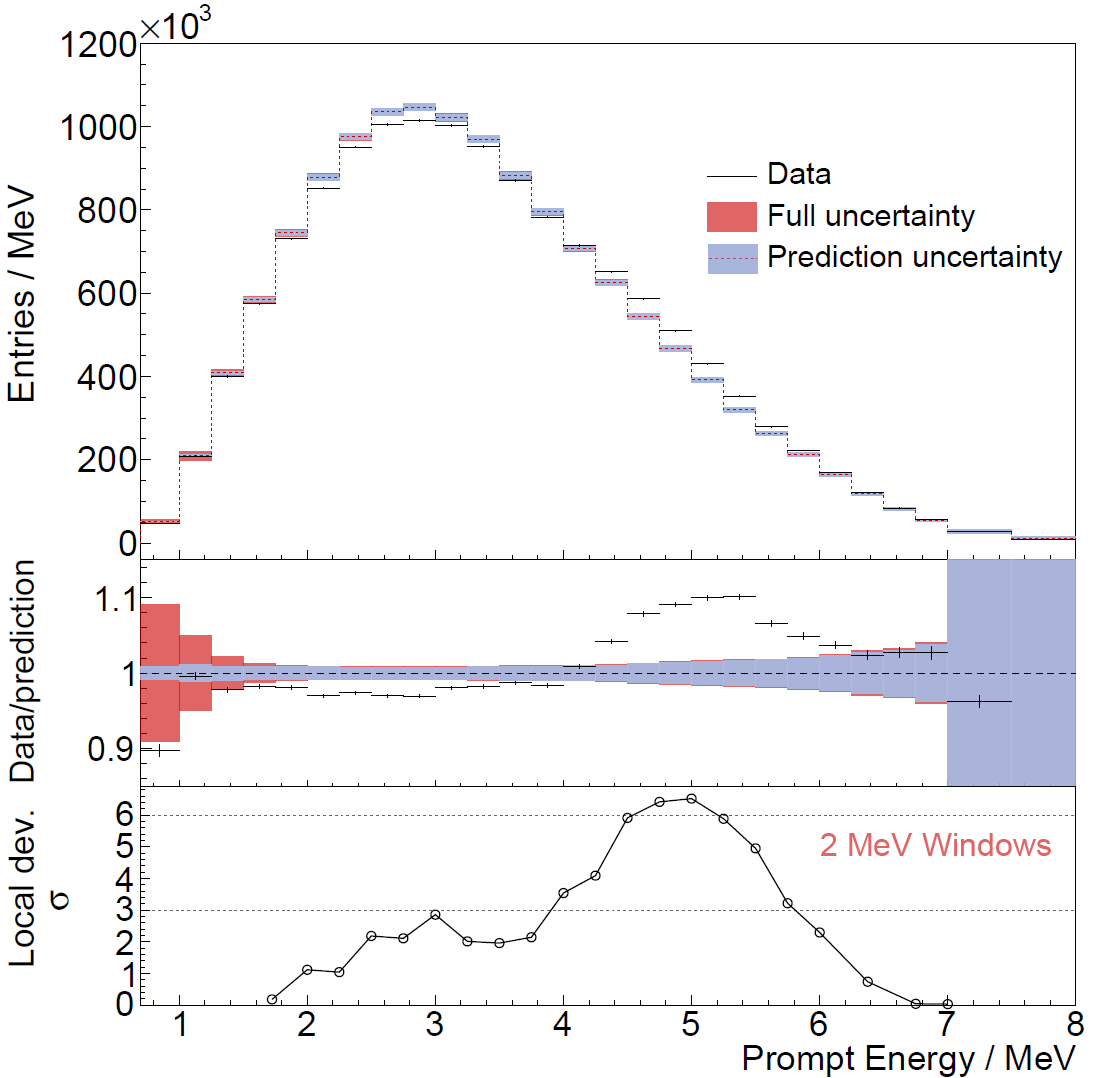 ×10³
1200
1000
800
600
400
200
0
Entries / MeV
Data
Full uncertainty
Prediction uncertainty
1.1
1
0.9
Data/prediction
6
5
4
3
2
1
0
Local dev.
σ
2 MeV Windows
1 2 3 4 5 6 7 8
Prompt Energy / MeV